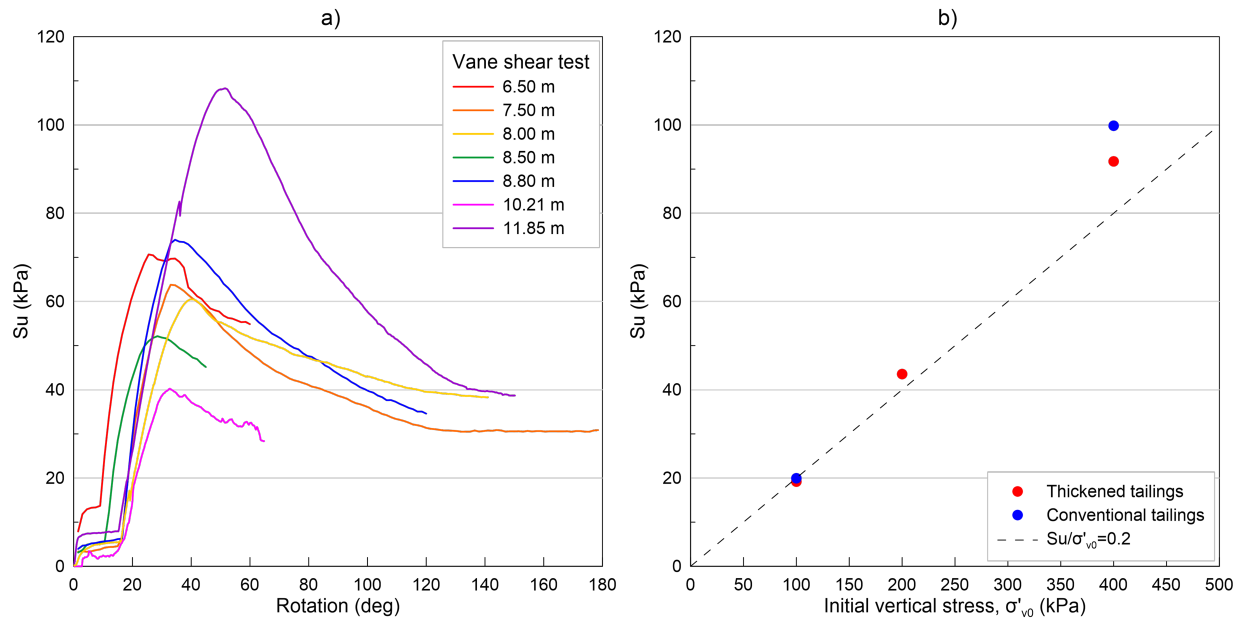 a)
120
100
80
60
40
20
0
Su (kPa)
0 20 40 60 80 100 120 140 160 180
Rotation (deg)
Vane shear test
6.50 m
7.50 m
8.00 m
8.50 m
8.80 m
10.21 m
11.85 m
b)
120
100
80
60
40
20
0
Su (kPa)
0 50 100 150 200 250 300 350 400 450 500
Initial vertical stress, σ'v0 (kPa)
Thickened tailings
Conventional tailings
Su/σ'v0=0.2